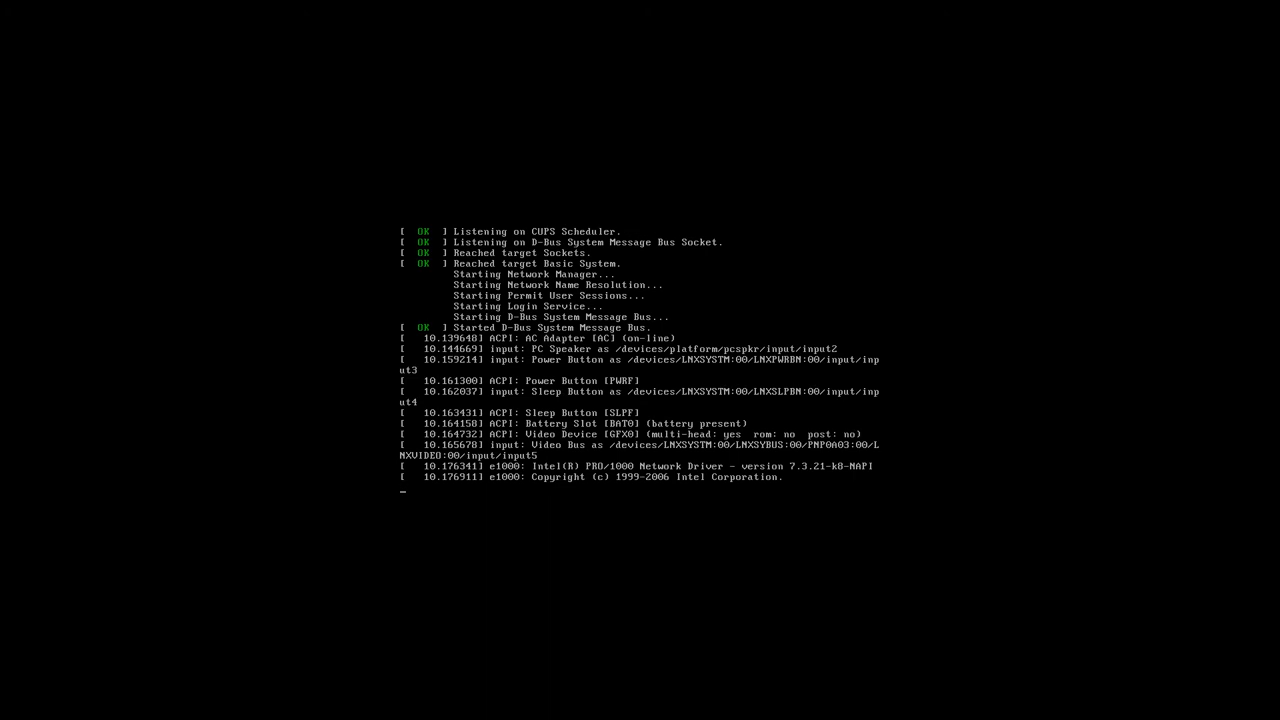 [  OK  ] Listening on CUPS Scheduler.
[  OK  ] Listening on D-Bus System Message Bus Socket.
[  OK  ] Reached target Sockets.
[  OK  ] Reached target Basic System.
Starting Network Manager...
Starting Network Name Resolution...
Starting Permit User Sessions...
Starting Login Service...
Starting D-Bus System Message Bus...
[  OK  ] Started D-Bus System Message Bus.
[   10.139648] ACPI: AC Adapter [AC] (on-line)
[   10.144669] input: PC Speaker as /devices/platform/pcspkr/input/input2
[   10.159214] input: Power Button as /devices/LNXSYSTM:00/LNXPWRBN:00/input/inp
ut3
[   10.161300] ACPI: Power Button [PWRF]
[   10.162037] input: Sleep Button as /devices/LNXSYSTM:00/LNXSLPBN:00/input/inp
ut4
[   10.163431] ACPI: Sleep Button [SLPF]
[   10.164158] ACPI: Battery Slot [BAT0] (battery present)
[   10.164732] ACPI: Video Device [GFX0] (multi-head: yes  rom: no  post: no)
[   10.165678] input: Video Bus as /devices/LNXSYSTM:00/LNXSYBUS:00/PNP0A03:00/L
NXVIDEO:00/input/input5
[   10.176341] e1000: Intel(R) PRO/1000 Network Driver - version 7.3.21-k8-NAPI
[   10.176911] e1000: Copyright (c) 1999-2006 Intel Corporation.
_